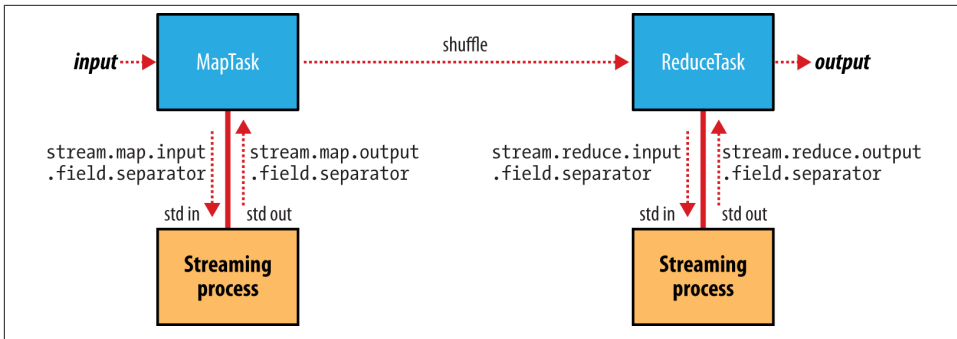 input
MapTask
shuffle
ReduceTask
output
stream.map.input
.field.separator
stream.map.output
.field.separator
stream.reduce.input
.field.separator
stream.reduce.output
.field.separator
std in
std out
std in
std out
Streaming
process
Streaming
process